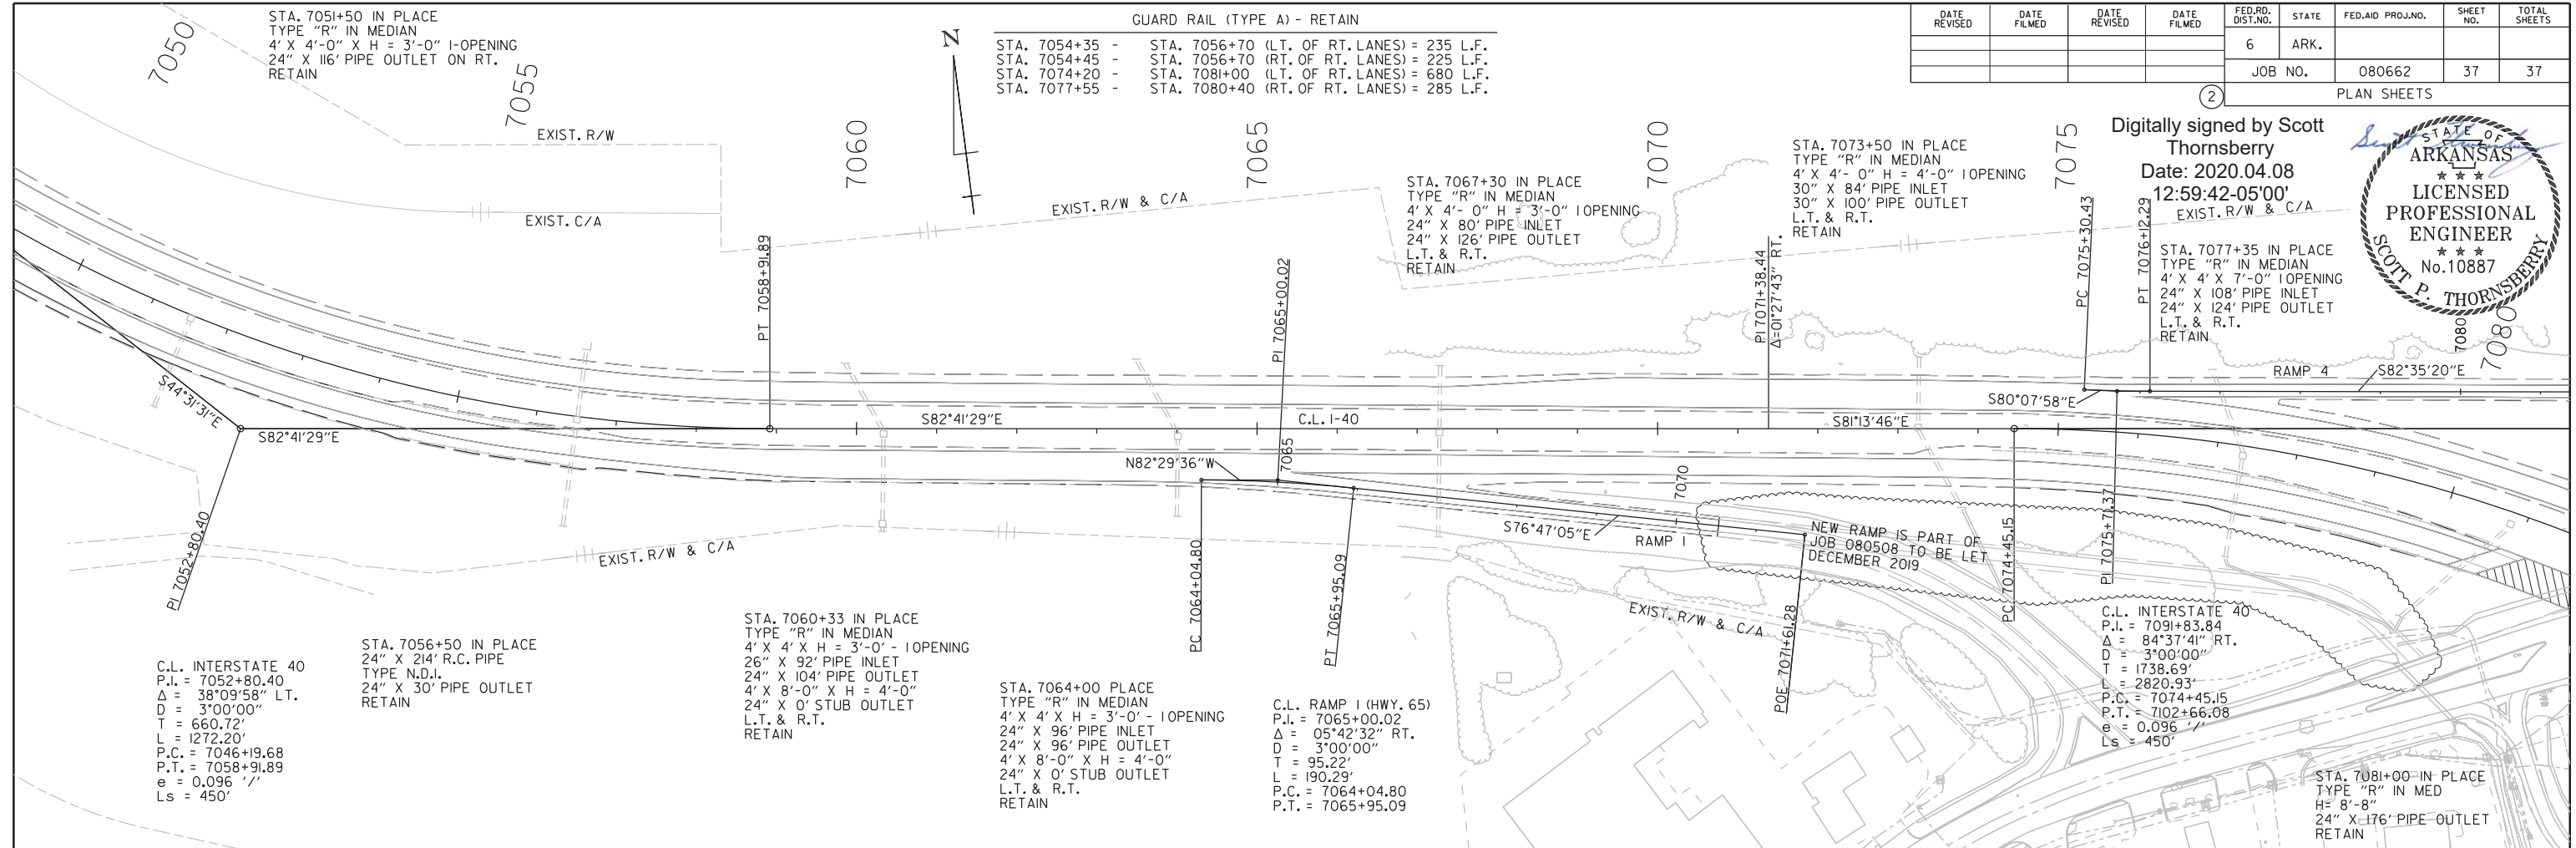 STA. 7051+50 IN PLACE
TYPE "R" IN MEDIAN
4' X 4'-0" X H = 3'-0" 1-OPENING
24" X 116' PIPE OUTLET ON RT.
RETAIN
GUARD RAIL (TYPE A) - RETAIN
STA. 7054+35 - STA. 7056+70 (LT. OF RT. LANES) = 235 L.F.
STA. 7054+45 - STA. 7056+70 (RT. OF RT. LANES) = 225 L.F.
STA. 7074+20 - STA. 7081+00 (LT. OF RT. LANES) = 680 L.F.
STA. 7077+55 - STA. 7080+40 (RT. OF RT. LANES) = 285 L.F.
DATE REVISED
DATE FILMED
DATE REVISED
DATE FILMED
FED.RD. DIST.NO.
STATE
FED.AID PROJ.NO.
SHEET NO.
TOTAL SHEETS
6 ARK.
JOB NO. 080662 37 37
2 PLAN SHEETS
Digitally signed by Scott
Thornsberry
Date: 2020.04.08
12:59:42-05'00'
STATE OF
ARKANSAS
★ ★ ★
LICENSED
PROFESSIONAL
ENGINEER
★ ★ ★
No.10887
SCOTT P. THORNSBERRY
N
7050
7055
7060
7065
7070
7075
7080
7080
EXIST. R/W
EXIST. C/A
EXIST. R/W & C/A
STA. 7067+30 IN PLACE
TYPE "R" IN MEDIAN
4' X 4'- 0" H = 3'-0" 1OPENING
24" X 80' PIPE INLET
24" X 126' PIPE OUTLET
L.T. & R.T.
RETAIN
STA. 7073+50 IN PLACE
TYPE "R" IN MEDIAN
4' X 4'- 0" H = 4'-0" 1OPENING
30" X 84' PIPE INLET
30" X 100' PIPE OUTLET
L.T. & R.T.
RETAIN
EXIST. R/W & C/A
STA. 7077+35 IN PLACE
TYPE "R" IN MEDIAN
4' X 4' X 7'-0" 1OPENING
24" X 108' PIPE INLET
24" X 124' PIPE OUTLET
L.T. & R.T.
RETAIN
PT 7058+91.89
PI 7065+00.02
PI 7071+38.44
Δ=01°27'43" RT.
PC 7075+30.43
PT 7076+12.29
RAMP 4
S82°35'20"E
S80°07'58"E
S44°31'31"E
S82°41'29"E
S82°41'29"E
C.L. I-40
S81°13'46"E
N82°29'36"W
7065
7070
S76°47'05"E
RAMP 1
NEW RAMP IS PART OF
JOB 080508 TO BE LET
DECEMBER 2019
PI 7052+80.40
EXIST. R/W & C/A
PC 7064+04.80
PT 7065+95.09
EXIST. R/W & C/A
POE 7071+61.28
PC 7074+45.15
PI 7075+71.37
C.L. INTERSTATE 40
P.I. = 7052+80.40
Δ = 38°09'58" LT.
D = 3°00'00"
T = 660.72'
L = 1272.20'
P.C. = 7046+19.68
P.T. = 7058+91.89
e = 0.096 '/'
Ls = 450'
STA. 7056+50 IN PLACE
24" X 214' R.C. PIPE
TYPE N.D.I.
24" X 30' PIPE OUTLET
RETAIN
STA. 7060+33 IN PLACE
TYPE "R" IN MEDIAN
4' X 4' X H = 3'-0' - 1OPENING
26" X 92' PIPE INLET
24" X 104' PIPE OUTLET
4' X 8'-0" X H = 4'-0"
24" X 0' STUB OUTLET
L.T. & R.T.
RETAIN
STA. 7064+00 PLACE
TYPE "R" IN MEDIAN
4' X 4' X H = 3'-0' - 1OPENING
24" X 96' PIPE INLET
24" X 96' PIPE OUTLET
4' X 8'-0" X H = 4'-0"
24" X 0' STUB OUTLET
L.T. & R.T.
RETAIN
C.L. RAMP 1 (HWY. 65)
P.I. = 7065+00.02
Δ = 05°42'32" RT.
D = 3°00'00"
T = 95.22'
L = 190.29'
P.C. = 7064+04.80
P.T. = 7065+95.09
C.L. INTERSTATE 40
P.I. = 7091+83.84
Δ = 84°37'41" RT.
D = 3°00'00"
T = 1738.69'
L = 2820.93'
P.C. = 7074+45.15
P.T. = 7102+66.08
e = 0.096 '/'
Ls = 450'
STA. 7081+00 IN PLACE
TYPE "R" IN MED
H= 8'-8"
24" X 176' PIPE OUTLET
RETAIN